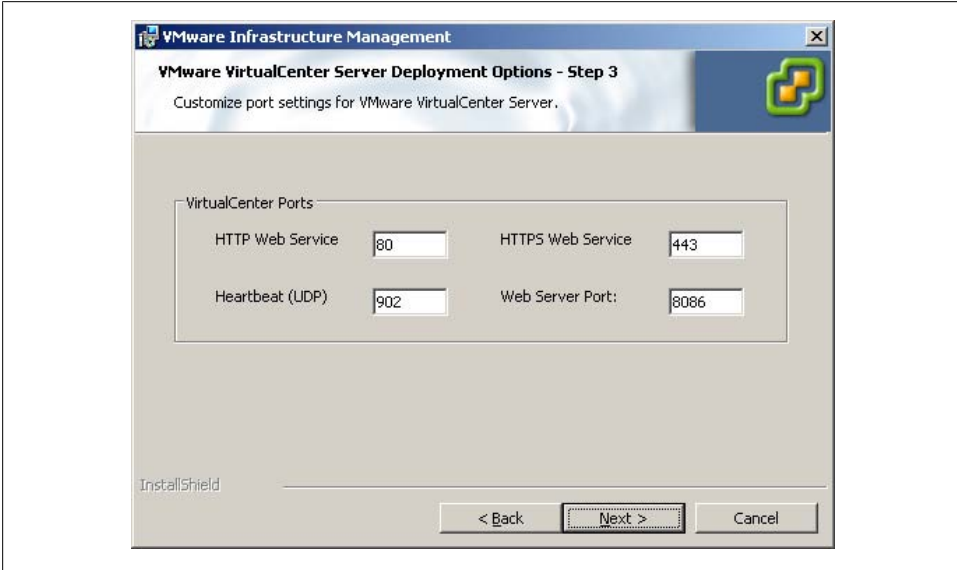 VMware Infrastructure Management
VMware VirtualCenter Server Deployment Options - Step 3
Customize port settings for VMware VirtualCenter Server.
VirtualCenter Ports
HTTP Web Service 80 HTTPS Web Service 443
Heartbeat (UDP) 902 Web Server Port: 8086
InstallShield
< Back Next > Cancel